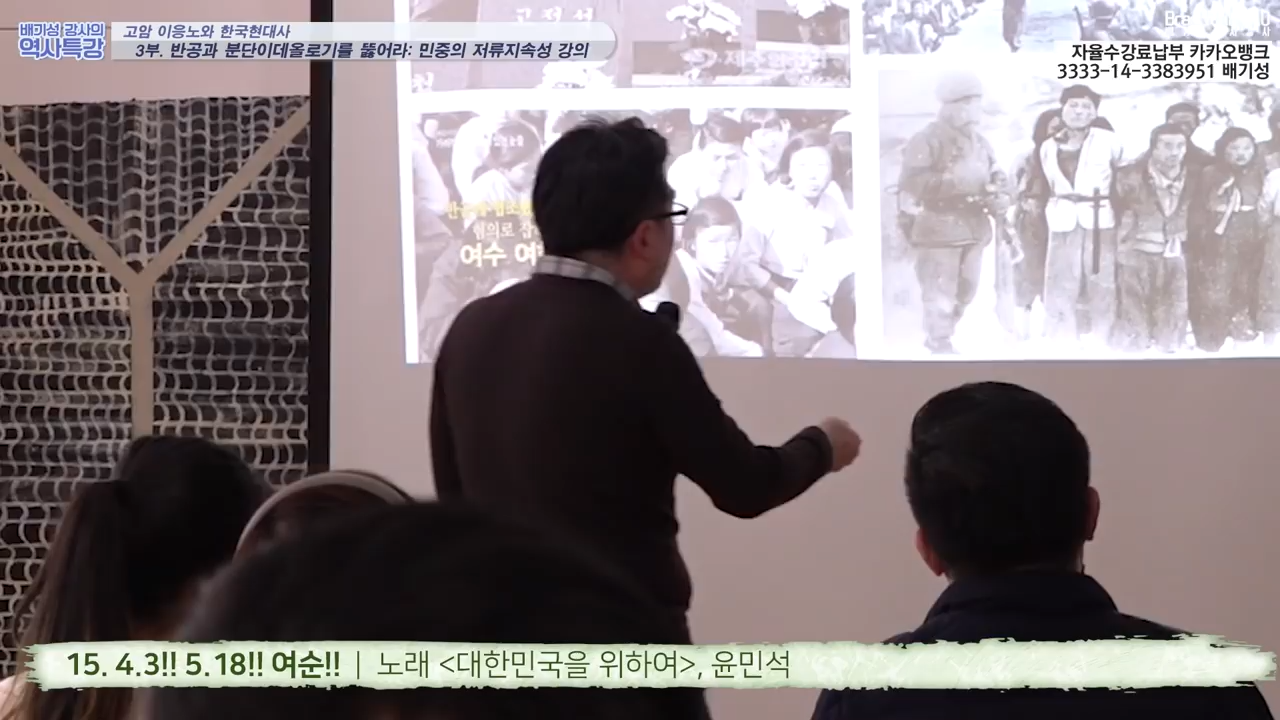 배기성 강사의
역사특강
고암 이응노와 한국현대사
3부. 반공과 분단이데올로기를 뚫어라: 민중의 저류지속성 강의
자율수강료납부 카카오뱅크
3333-14-3383951 배기성
여수
15. 4.3!! 5.18!! 여순!! | 노래 <대한민국을 위하여>, 윤민석